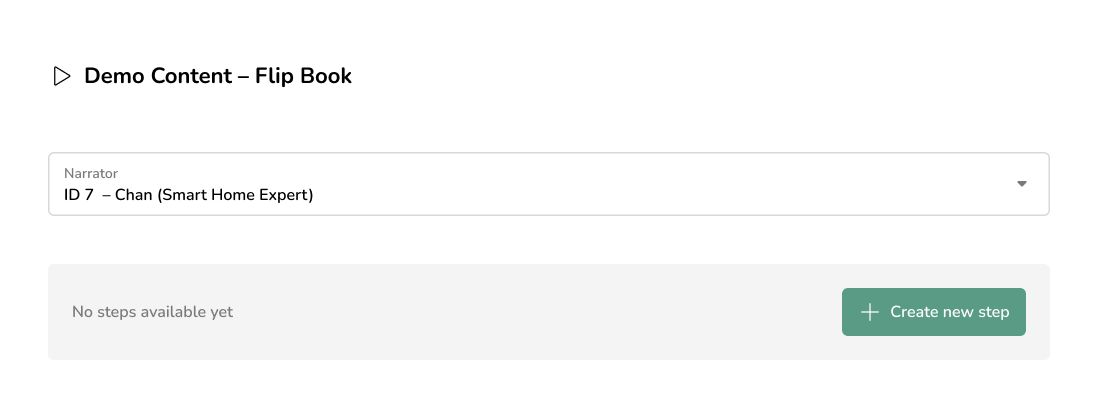 Demo Content – Flip Book
Narrator
ID 7  – Chan (Smart Home Expert)
No steps available yet
Create new step